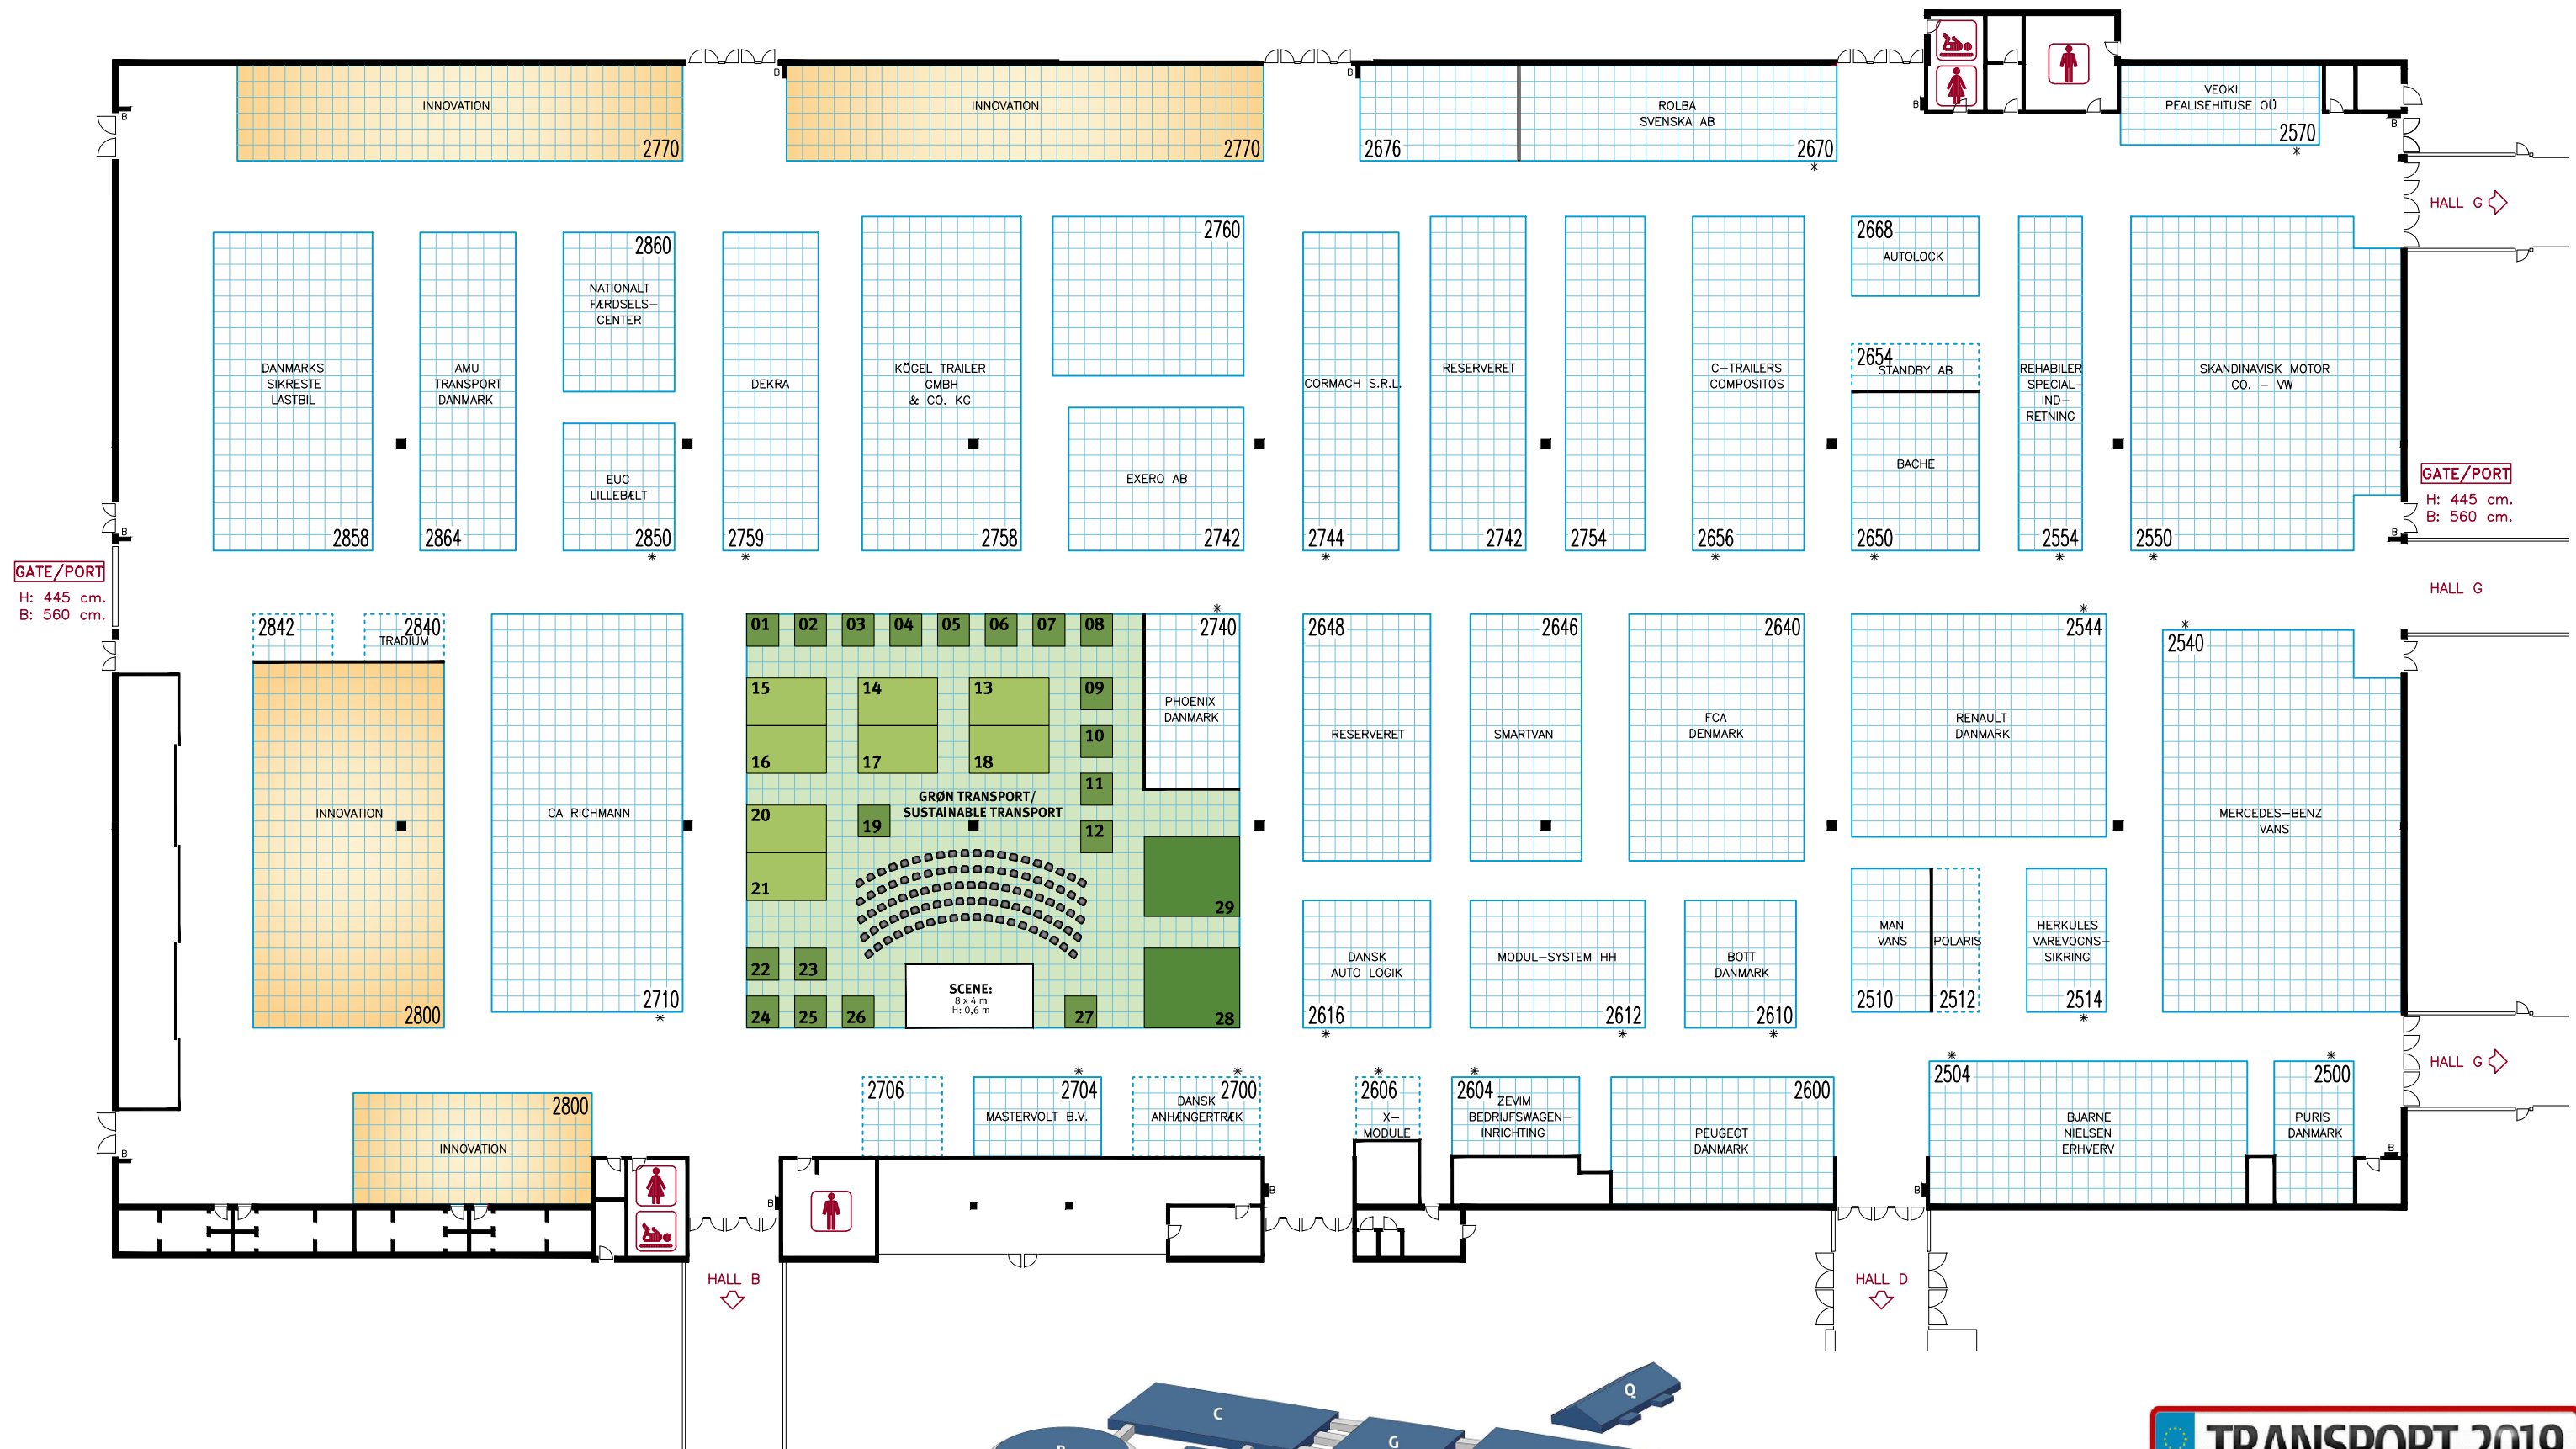 INNOVATION
2770
B
INNOVATION
2770
B
2676
ROLBA
SVENSKA AB
2670
*
B
VEOKI
PEALISEHITUSE OÜ
2570
*
B
B
HALL G
DANMARKS
SIKRESTE
LASTBIL
2858
AMU
TRANSPORT
DANMARK
2864
2860
NATIONALT
FÆRDSELS-
CENTER
EUC
LILLEBÆLT
2850
*
DEKRA
2759
*
KÖGEL TRAILER
GMBH
& CO. KG
2758
2760
EXERO AB
2742
CORMACH S.R.L.
2744
*
RESERVERET
2742
2754
C-TRAILERS
COMPOSITOS
2656
*
2668
AUTOLOCK
2654
STANDBY AB
BACHE
2650
*
REHABILER
SPECIAL-
IND-
RETNING
2554
*
SKANDINAVISK MOTOR
CO. - VW
2550
*
B
B
GATE/PORT
H: 445 cm.
B: 560 cm.
GATE/PORT
H: 445 cm.
B: 560 cm.
HALL G
2842
2840
TRADIUM
INNOVATION
2800
CA RICHMANN
2710
*
01 02 03 04 05 06 07 08
15 14 13 09
10
16 17 18
11
GRØN TRANSPORT/
SUSTAINABLE TRANSPORT
20 19 12
21
29
22 23
SCENE:
8 x 4 m
H: 0,6 m
24 25 26 27 28
*
2740
PHOENIX
DANMARK
2648
RESERVERET
2646
SMARTVAN
2640
FCA
DENMARK
*
2544
RENAULT
DANMARK
*
2540
MERCEDES-BENZ
VANS
DANSK
AUTO LOGIK
2616
*
MODUL-SYSTEM HH
2612
*
BOTT
DANMARK
2610
*
MAN
VANS
2510
POLARIS
2512
HERKULES
VAREVOGNS-
SIKRING
2514
*
HALL G
2800
INNOVATION
B
2706
*
2704
MASTERVOLT B.V.
*
2700
DANSK
ANHÆNGERTRÆK
*
2606
X-
MODULE
*
2604
ZEVIM
BEDRIJFSWAGEN-
INRICHTING
2600
PEUGEOT
DANMARK
*
2504
BJARNE
NIELSEN
ERHVERV
*
2500
PURIS
DANMARK
B
B
B
B
HALL B
HALL D
C
Q
G
TRANSPORT 2019